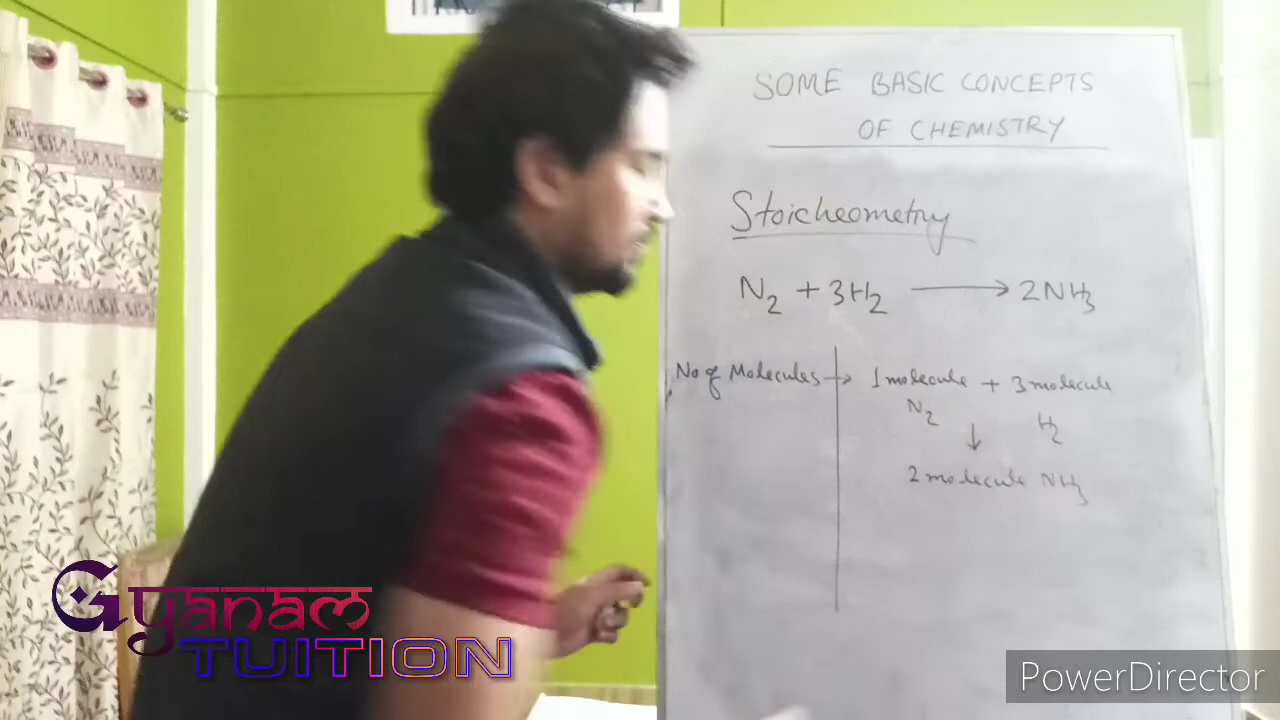 SOME BASIC CONCEPTS
OF CHEMISTRY
Stoicheometry
N2 + 3H2 → 2NH3
No of Molecules → 1 molecule + 3 molecule
N2 H2
↓
2 molecule NH3
Gyanam
TUITION
PowerDirector